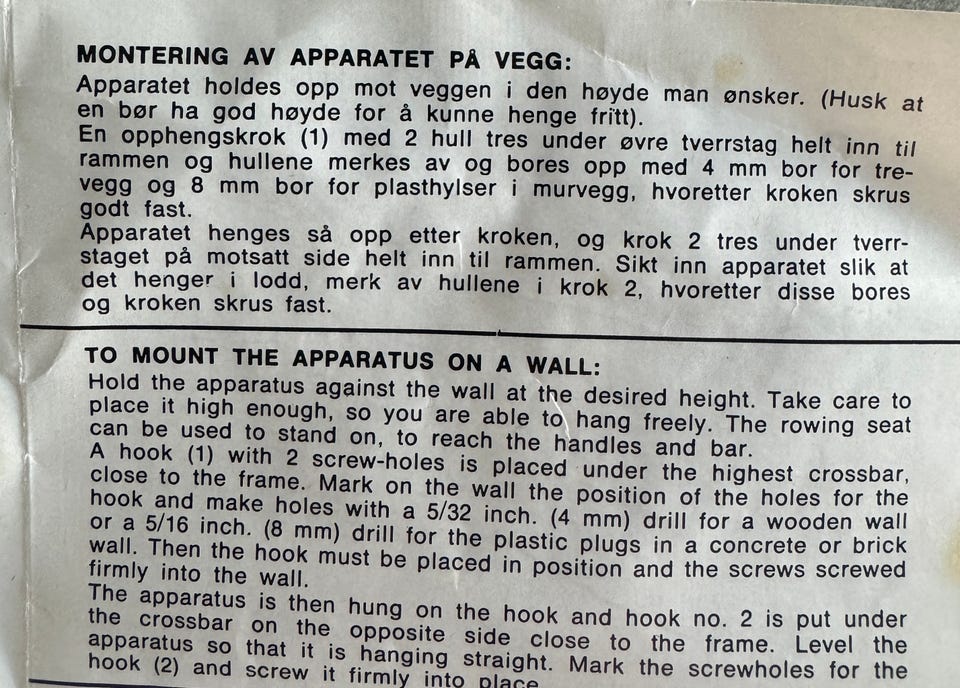 MONTERING AV APPARATET PÅ VEGG:
Apparatet holdes opp mot veggen i den høyde man ønsker. (Husk at
en bør ha god høyde for å kunne henge fritt).
En opphengskrok (1) med 2 hull tres under øvre tverrstag helt inn til
rammen og hullene merkes av og bores opp med 4 mm bor for tre-
vegg og 8 mm bor for plasthylser i murvegg, hvoretter kroken skrus
godt fast.
Apparatet henges så opp etter kroken, og krok 2 tres under tverr-
staget på motsatt side helt inn til rammen. Sikt inn apparatet slik at
det henger i lodd, merk av hullene i krok 2, hvoretter disse bores
og kroken skrus fast.
TO MOUNT THE APPARATUS ON A WALL:
Hold the apparatus against the wall at the desired height. Take care to
place it high enough, so you are able to hang freely. The rowing seat
can be used to stand on, to reach the handles and bar.
A hook (1) with 2 screw-holes is placed under the highest crossbar,
close to the frame. Mark on the wall the position of the holes for the
hook and make holes with a 5/32 inch. (4 mm) drill for a wooden wall
or a 5/16 inch. (8 mm) drill for the plastic plugs in a concrete or brick
wall. Then the hook must be placed in position and the screws screwed
firmly into the wall.
The apparatus is then hung on the hook and hook no. 2 is put under
the crossbar on the opposite side close to the frame. Level the
apparatus so that it is hanging straight. Mark the screwholes for the
hook (2) and screw it firmly into place